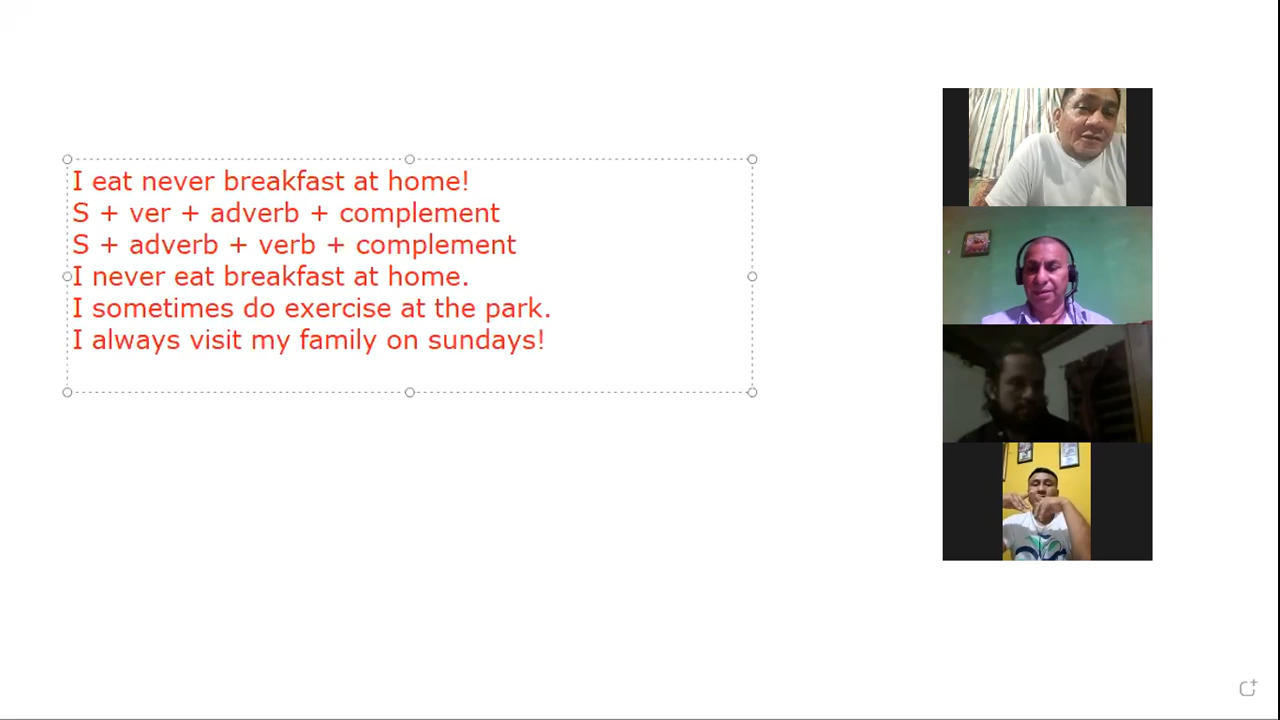 I eat never breakfast at home!
S + ver + adverb + complement
S + adverb + verb + complement
I never eat breakfast at home.
I sometimes do exercise at the park.
I always visit my family on sundays!